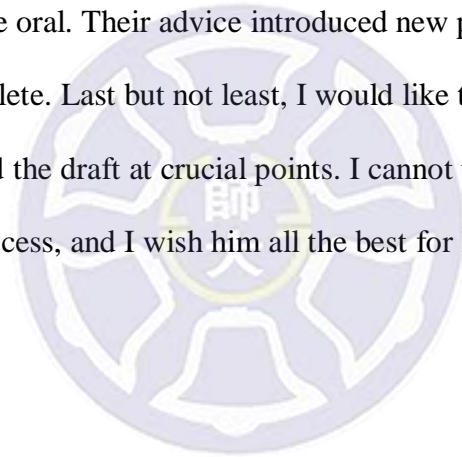 e oral. Their advice introduced new p
lete. Last but not least, I would like t
d the draft at crucial points. I cannot
師
cess, and I wish him all the best for
大